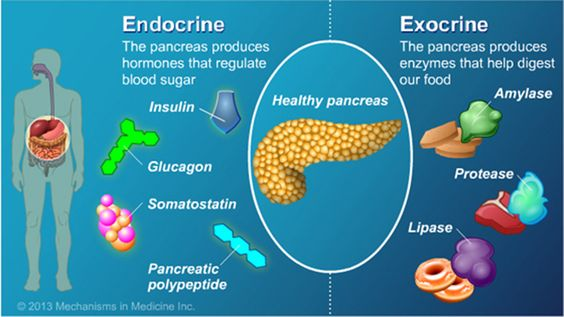 Endocrine
The pancreas produces
hormones that regulate
blood sugar
Insulin
Glucagon
Somatostatin
Pancreatic
polypeptide
Healthy pancreas
Exocrine
The pancreas produces
enzymes that help digest
our food
Amylase
Protease
Lipase
© 2013 Mechanisms in Medicine Inc.